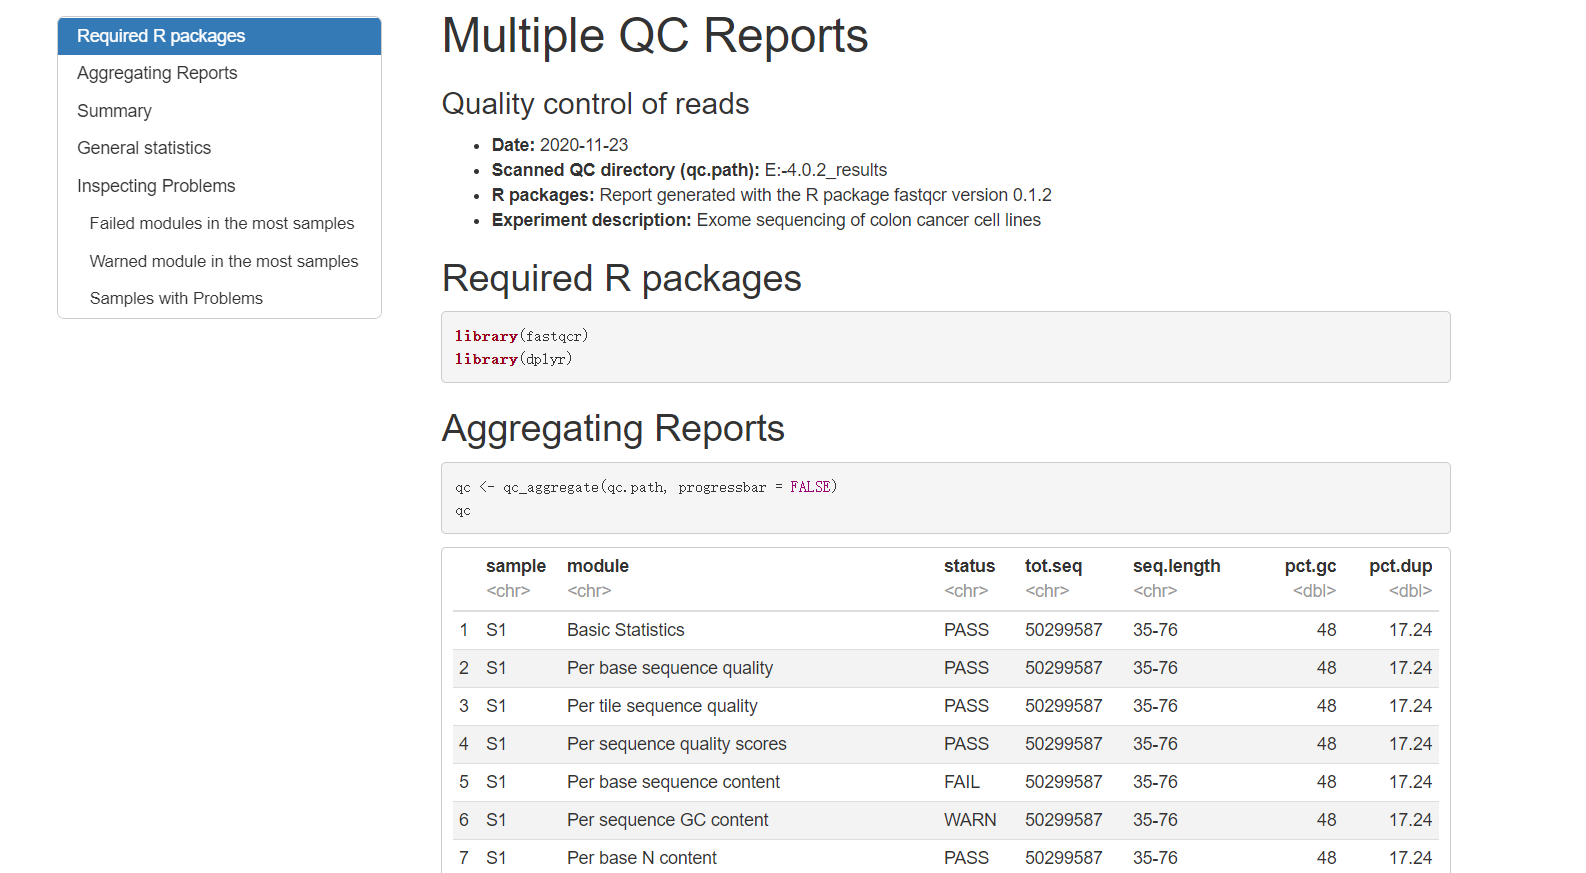 Required R packages
Aggregating Reports
Summary
General statistics
Inspecting Problems
Failed modules in the most samples
Warned module in the most samples
Samples with Problems
Multiple QC Reports
Quality control of reads
Date: 2020-11-23
Scanned QC directory (qc.path): E:-4.0.2_results
R packages: Report generated with the R package fastqcr version 0.1.2
Experiment description: Exome sequencing of colon cancer cell lines
Required R packages
library(fastqcr)
library(dplyr)
Aggregating Reports
qc <- qc_aggregate(qc.path, progressbar = FALSE)
qc
sample module status tot.seq seq.length pct.gc pct.dup
<chr> <chr> <chr> <chr> <chr> <dbl> <dbl>
1 S1 Basic Statistics PASS 50299587 35-76 48 17.24
2 S1 Per base sequence quality PASS 50299587 35-76 48 17.24
3 S1 Per tile sequence quality PASS 50299587 35-76 48 17.24
4 S1 Per sequence quality scores PASS 50299587 35-76 48 17.24
5 S1 Per base sequence content FAIL 50299587 35-76 48 17.24
6 S1 Per sequence GC content WARN 50299587 35-76 48 17.24
7 S1 Per base N content PASS 50299587 35-76 48 17.24